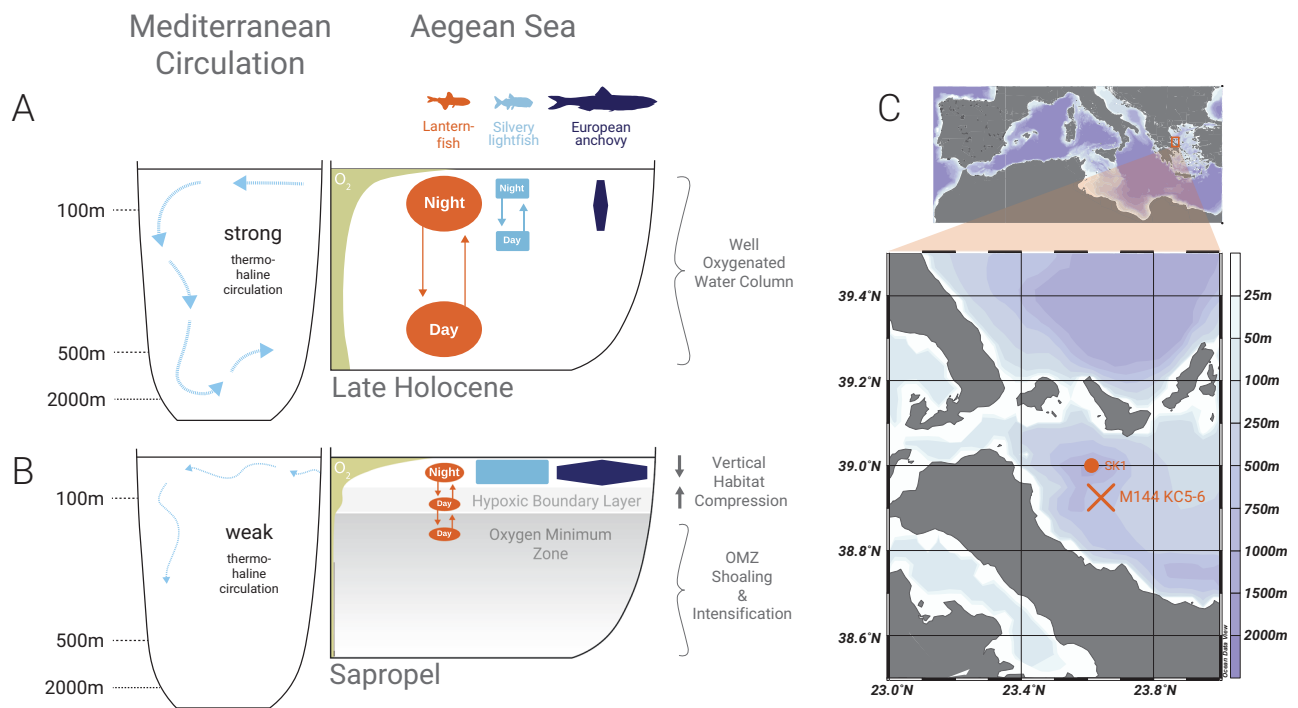 Mediterranean
Circulation
Aegean Sea
A
Lantern-
fish
Silvery
lightfish
European
anchovy
100m
500m
2000m
strong
thermo-
haline
circulation
O2
Night
Day
Night
Day
Well
Oxygenated
Water Column
Late Holocene
B
100m
500m
2000m
weak
thermo-
haline
circulation
O2
Night
Day
Day
Hypoxic Boundary Layer
Oxygen Minimum
Zone
Vertical
Habitat
Compression
OMZ
Shoaling
&
Intensification
Sapropel
C
39.4°N
39.2°N
39.0°N
38.8°N
38.6°N
23.0°N
23.4°N
23.8°N
SK1
M144 KC5-6
25m
50m
100m
250m
500m
750m
1000m
1500m
2000m
Ocean Data View